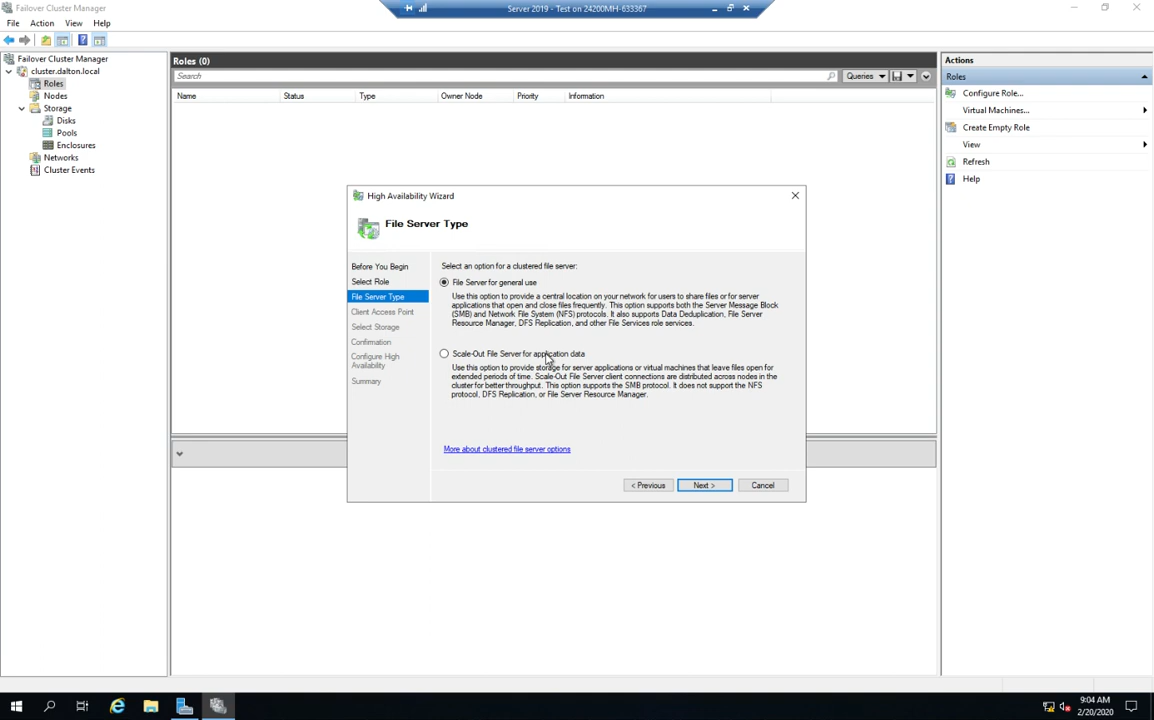 Failover Cluster Manager
Server 2019 - Test on 24200MH-633367
File Action View Help
Failover Cluster Manager
cluster.dalton.local
Roles
Nodes
Storage
Disks
Pools
Enclosures
Networks
Cluster Events
Roles (0)
Search
Queries
Name Status Type Owner Node Priority Information
High Availability Wizard
File Server Type
Before You Begin
Select Role
File Server Type
Client Access Point
Select Storage
Confirmation
Configure High
Availability
Summary
Select an option for a clustered file server:
File Server for general use
Use this option to provide a central location on your network for users to share files or for server
applications that open and close files frequently. This option supports both the Server Message Block
(SMB) and Network File System (NFS) protocols. It also supports Data Deduplication, File Server
Resource Manager, DFS Replication, and other File Services role services.
Scale-Out File Server for application data
Use this option to provide storage for server applications or virtual machines that leave files open for
extended periods of time. Scale-Out File Server client connections are distributed across nodes in the
cluster for better throughput. This option supports the SMB protocol. It does not support the NFS
protocol, DFS Replication, or File Server Resource Manager.
More about clustered file server options
< Previous Next > Cancel
Actions
Roles
Configure Role...
Virtual Machines...
Create Empty Role
View
Refresh
Help
9:04 AM
2/20/2020